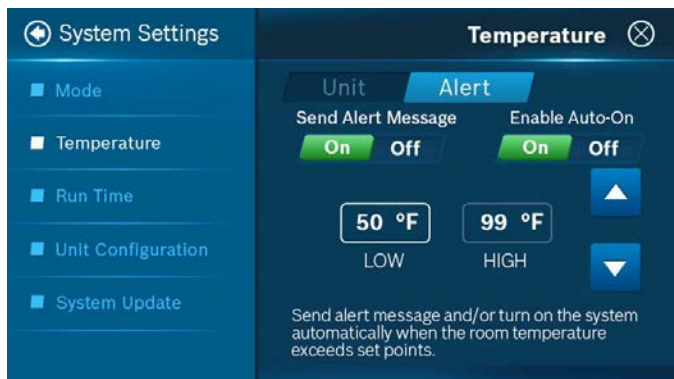 System Settings
Temperature
Mode
Temperature
Run Time
Unit Configuration
System Update
Unit Alert
Send Alert Message Enable Auto-On
On Off On Off
50 °F 99 °F
LOW HIGH
Send alert message and/or turn on the system
automatically when the room temperature
exceeds set points.